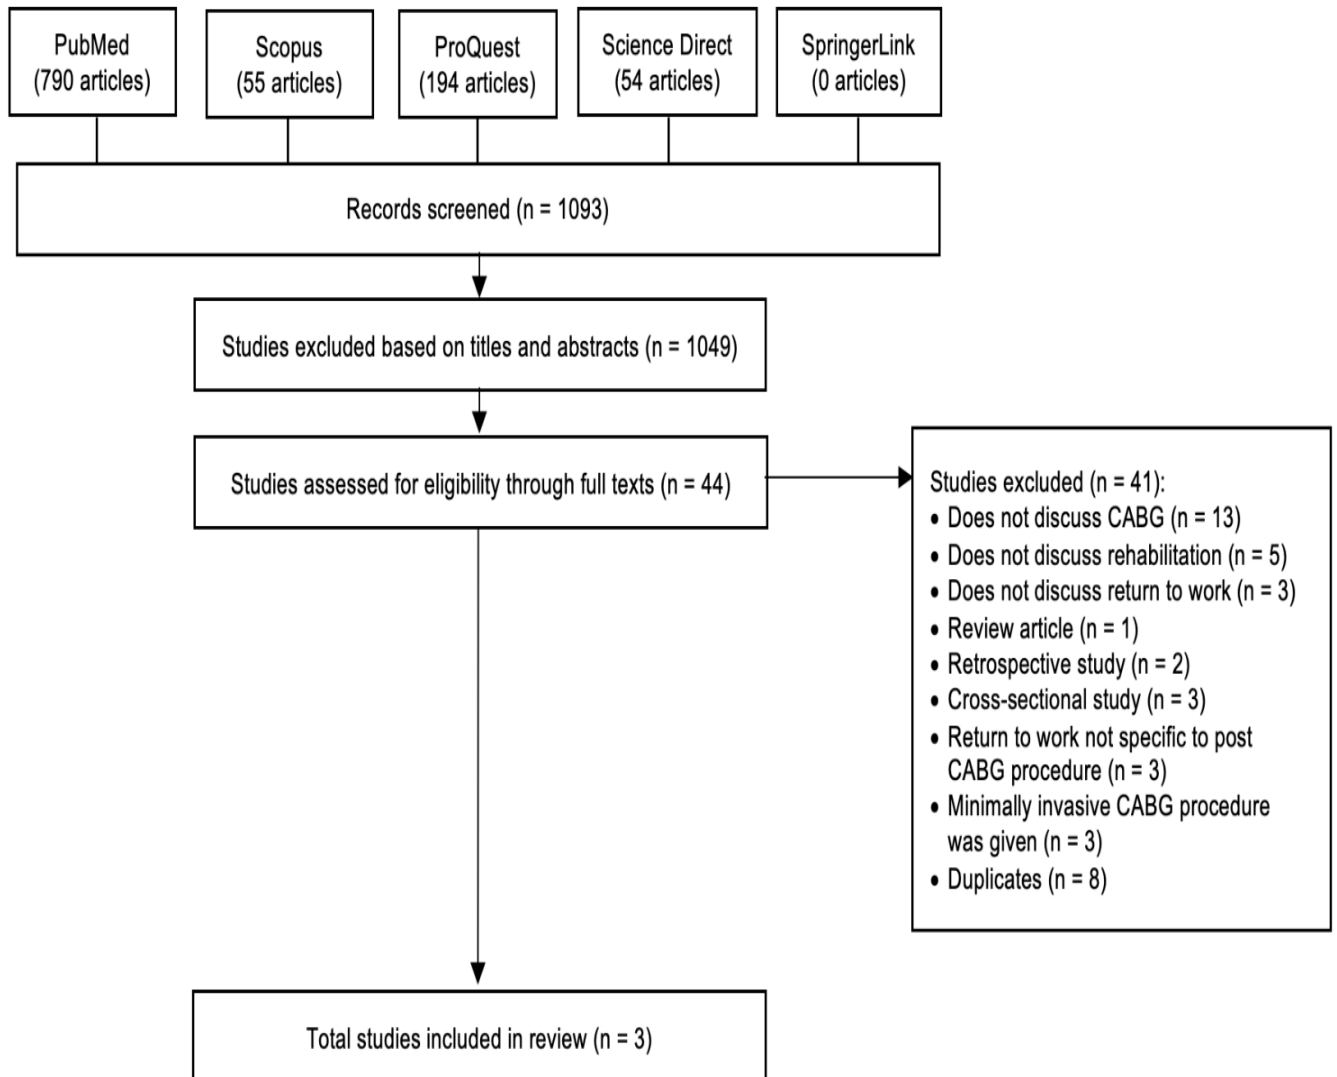 PubMed
(790 articles)
Scopus
(55 articles)
ProQuest
(194 articles)
Science Direct
(54 articles)
SpringerLink
(0 articles)
Records screened (n = 1093)
Studies excluded based on titles and abstracts (n = 1049)
Studies assessed for eligibility through full texts (n = 44)
Studies excluded (n = 41):
• Does not discuss CABG (n = 13)
• Does not discuss rehabilitation (n = 5)
• Does not discuss return to work (n = 3)
• Review article (n = 1)
• Retrospective study (n = 2)
• Cross-sectional study (n = 3)
• Return to work not specific to post
CABG procedure (n = 3)
• Minimally invasive CABG procedure
was given (n = 3)
• Duplicates (n = 8)
Total studies included in review (n = 3)